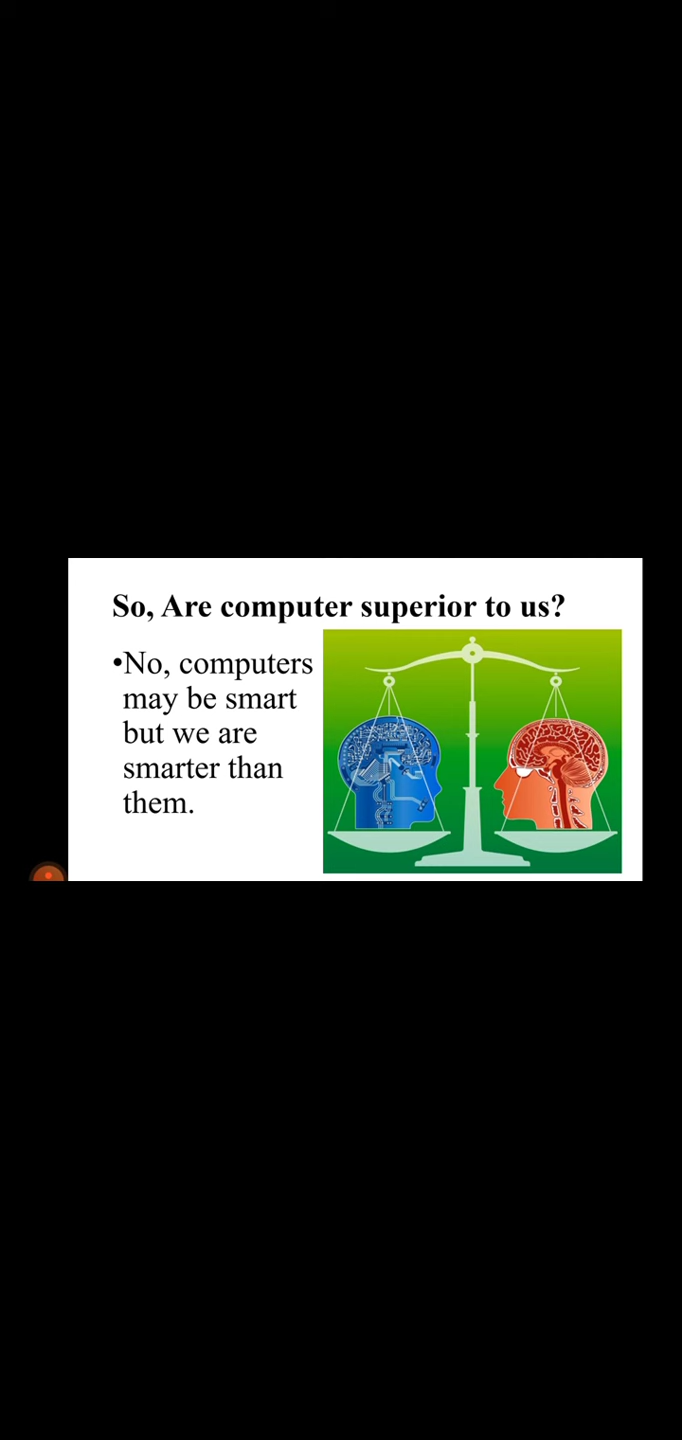 So, Are computer superior to us?
•No, computers
may be smart
but we are
smarter than
them.